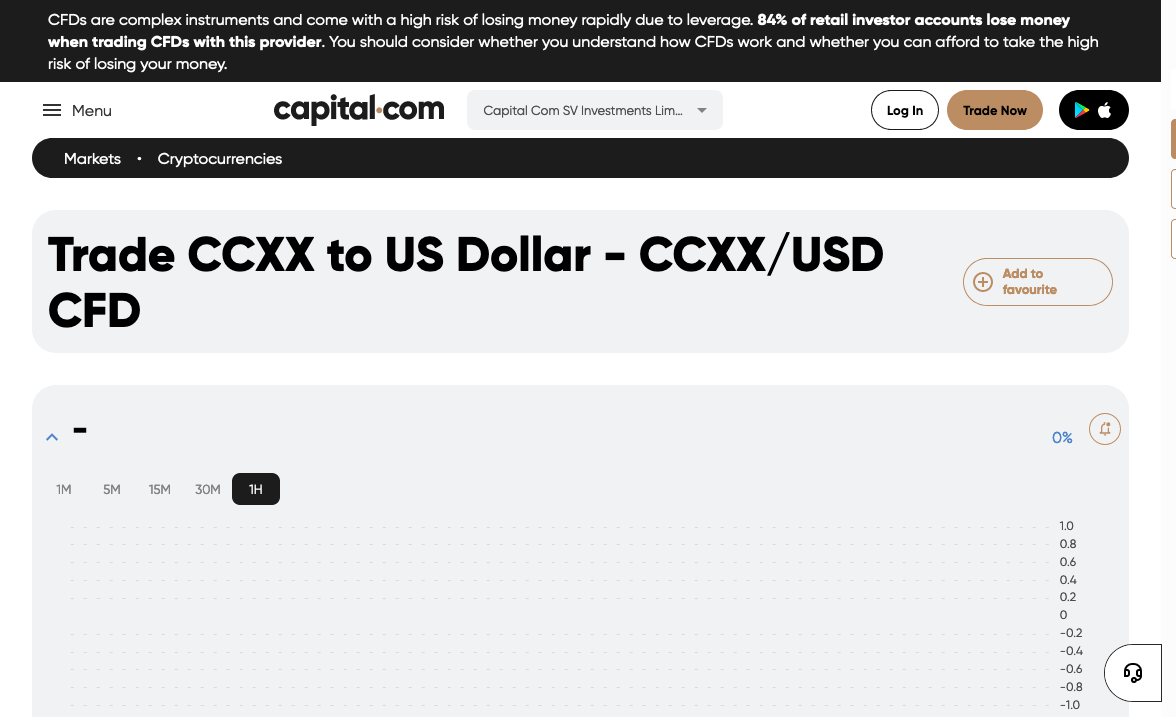 CFDs are complex instruments and come with a high risk of losing money rapidly due to leverage. 84% of retail investor accounts lose money
when trading CFDs with this provider. You should consider whether you understand how CFDs work and whether you can afford to take the high
risk of losing your money.
Menu
capital.com
Capital Com SV Investments Lim...
Log In
Trade Now
Markets • Cryptocurrencies
Trade CCXX to US Dollar - CCXX/USD
CFD
Add to
favourite
-
0%
1M 5M 15M 30M 1H
1.0
0.8
0.6
0.4
0.2
0
-0.2
-0.4
-0.6
-0.8
-1.0